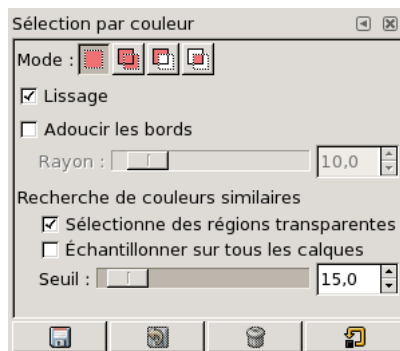 Sélection par couleur
Mode :
Lissage
Adoucir les bords
Rayon : 10,0
Recherche de couleurs similaires
Sélectionne des régions transparentes
Échantillonner sur tous les calques
Seuil : 15,0